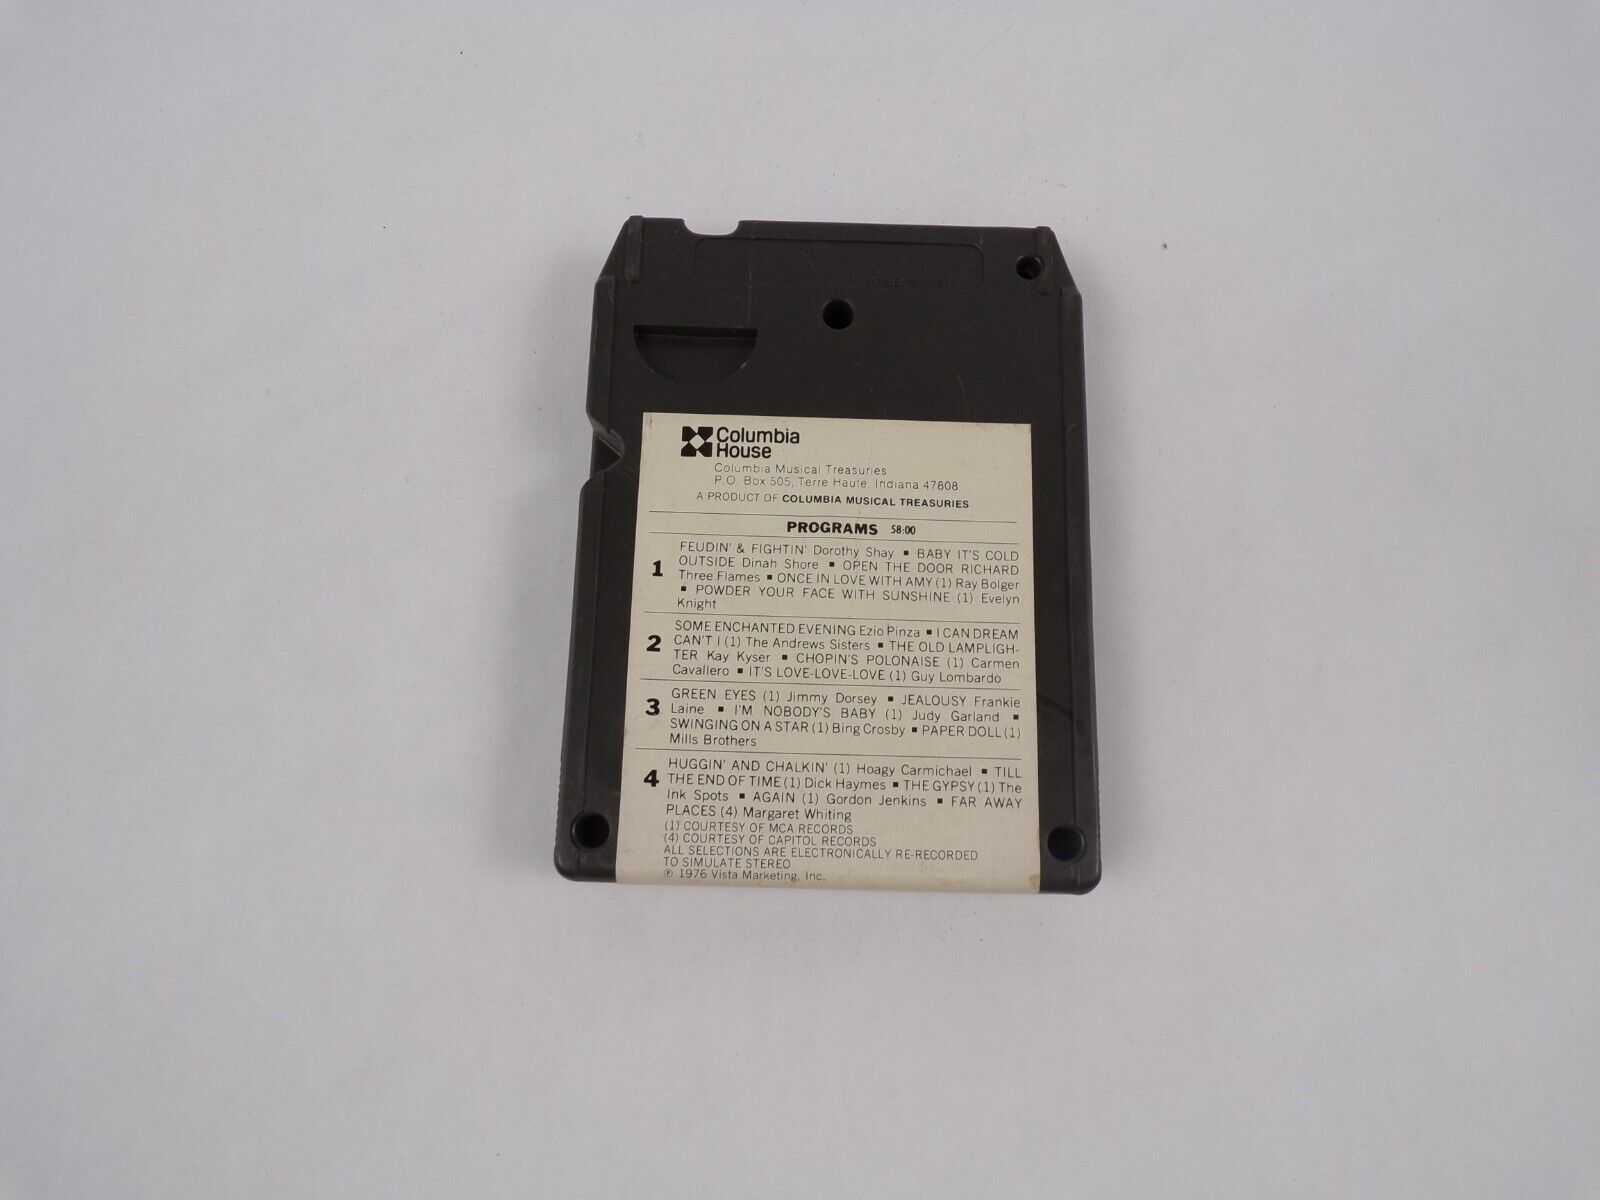 MADE IN U.S.A.
Columbia
House
Columbia Musical Treasuries
P.O. Box 505, Terre Haute, Indiana 47808
A PRODUCT OF COLUMBIA MUSICAL TREASURIES
PROGRAMS 58:00
1
FEUDIN' & FIGHTIN' Dorothy Shay ▪ BABY IT'S COLD
OUTSIDE Dinah Shore ▪ OPEN THE DOOR RICHARD
Three Flames ▪ ONCE IN LOVE WITH AMY (1) Ray Bolger
▪ POWDER YOUR FACE WITH SUNSHINE (1) Evelyn
Knight
2
SOME ENCHANTED EVENING Ezio Pinza ▪ I CAN DREAM
CAN'T I (1) The Andrews Sisters ▪ THE OLD LAMPLIGH-
TER Kay Kyser ▪ CHOPIN'S POLONAISE (1) Carmen
Cavallero ▪ IT'S LOVE-LOVE-LOVE (1) Guy Lombardo
3
GREEN EYES (1) Jimmy Dorsey ▪ JEALOUSY Frankie
Laine ▪ I'M NOBODY'S BABY (1) Judy Garland ▪
SWINGING ON A STAR (1) Bing Crosby ▪ PAPER DOLL (1)
Mills Brothers
4
HUGGIN' AND CHALKIN' (1) Hoagy Carmichael ▪ TILL
THE END OF TIME (1) Dick Haymes ▪ THE GYPSY (1) The
Ink Spots ▪ AGAIN (1) Gordon Jenkins ▪ FAR AWAY
PLACES (4) Margaret Whiting
(1) COURTESY OF MCA RECORDS
(4) COURTESY OF CAPITOL RECORDS
ALL SELECTIONS ARE ELECTRONICALLY RE-RECORDED
TO SIMULATE STEREO
℗ 1976 Vista Marketing, Inc.